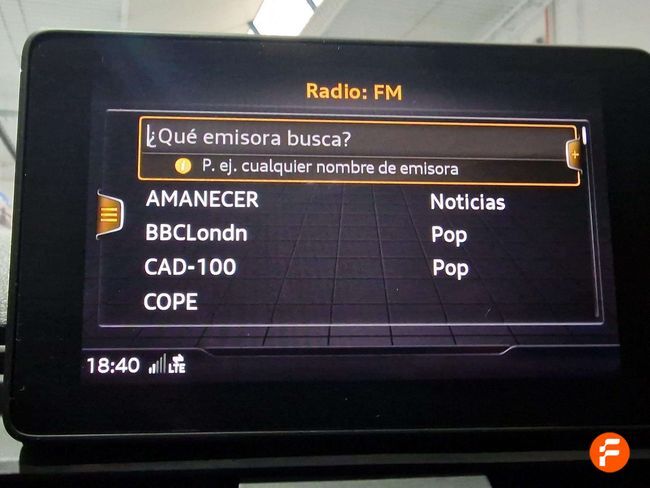 Radio: FM
¿Qué emisora busca?
P. ej. cualquier nombre de emisora
AMANECER Noticias
BBCLondn Pop
CAD-100 Pop
COPE
18:40 LTE